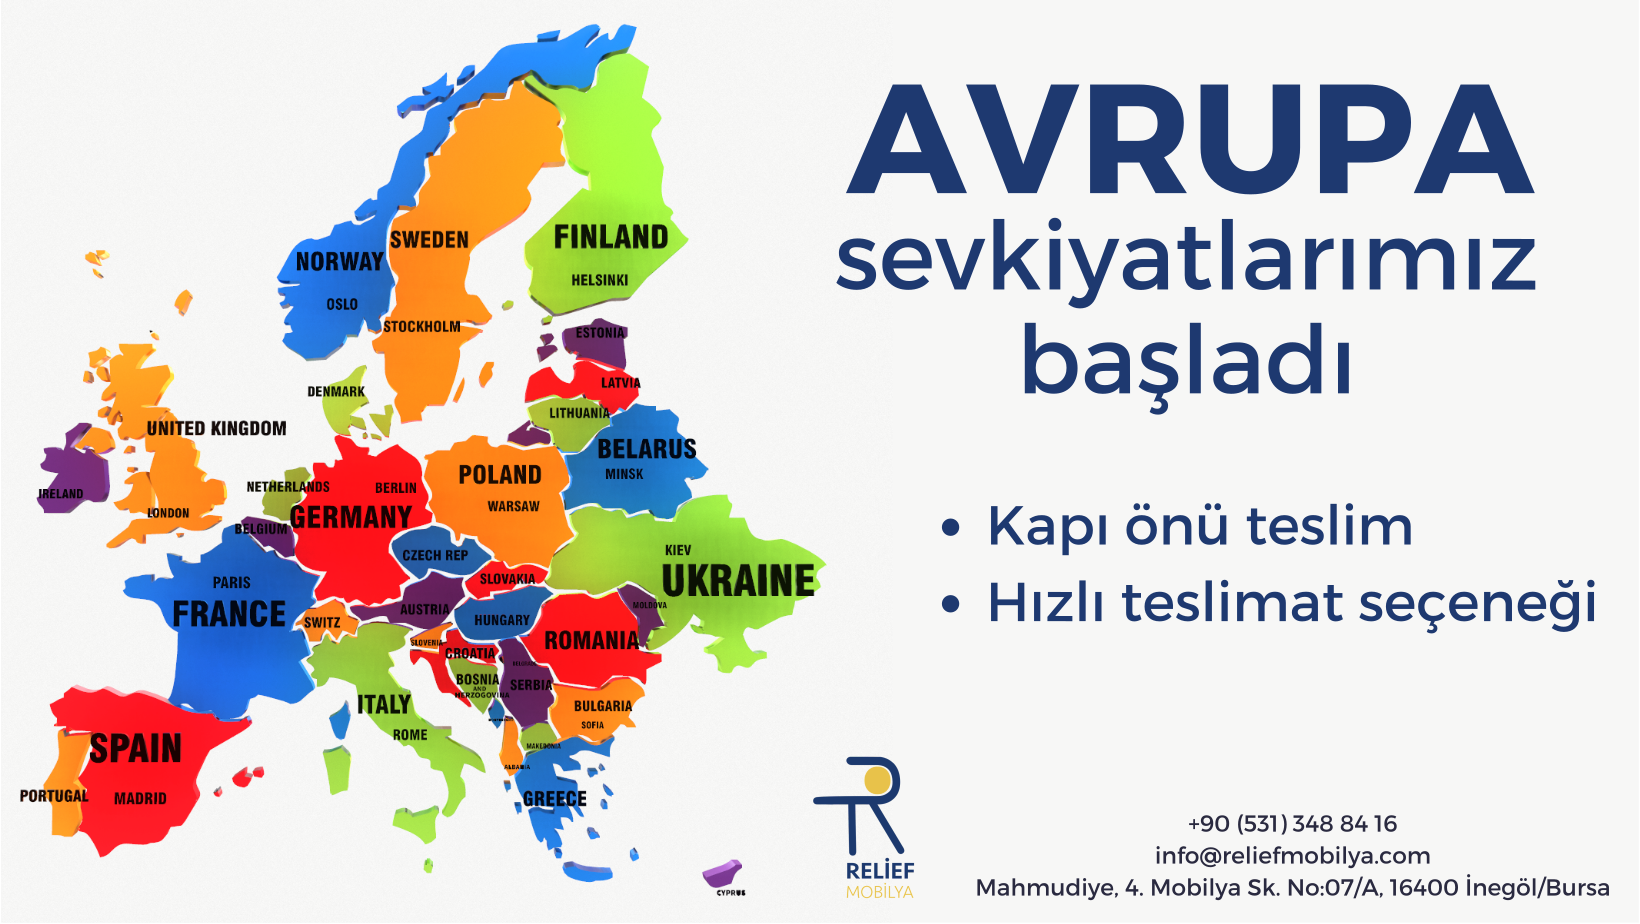 AVRUPA
sevkiyatlarımız
başladı
• Kapı önü teslim
• Hızlı teslimat seçeneği
NORWAY
OSLO
SWEDEN
STOCKHOLM
FINLAND
HELSINKI
ESTONIA
LATVIA
LITHUANIA
DENMARK
UNITED KINGDOM
LONDON
IRELAND
NETHERLANDS
BELGIUM
BERLIN
GERMANY
POLAND
WARSAW
BELARUS
MINSK
KIEV
UKRAINE
CZECH REP
SLOVAKIA
PARIS
FRANCE
SWITZ
AUSTRIA
HUNGARY
MOLDOVA
ROMANIA
SLOVENIA
CROATIA
BOSNIA
AND
HERZOGOVINA
BELGRADE
SERBIA
ITALY
ROME
BULGARIA
SOFIA
MAKEDONIA
ALBANIA
GREECE
SPAIN
MADRID
PORTUGAL
CYPRUS
RELİEF
MOBİLYA
+90 (531) 348 84 16
info@reliefmobilya.com
Mahmudiye, 4. Mobilya Sk. No:07/A, 16400 İnegöl/Bursa